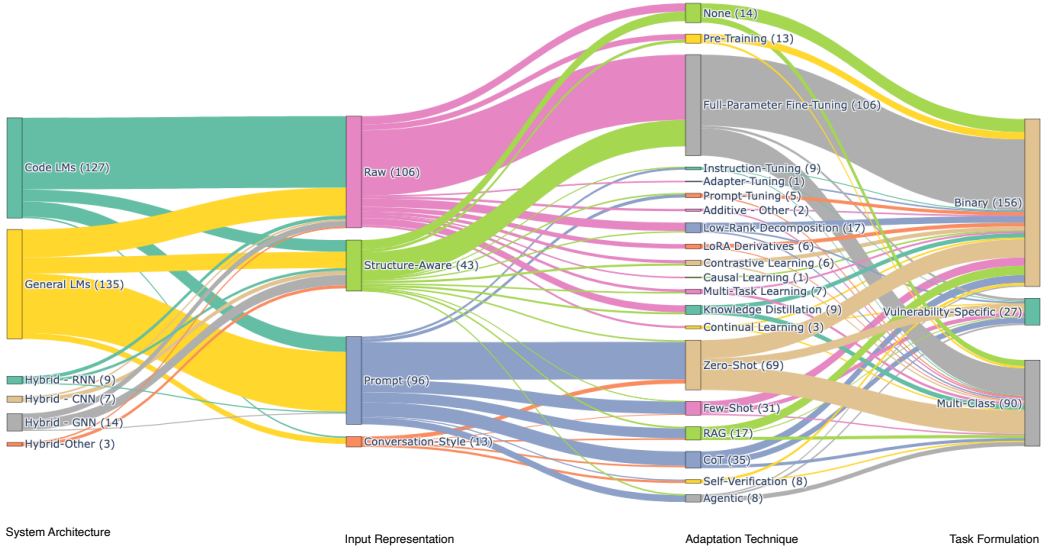 Code LMs (127)
General LMs (135)
Hybrid - RNN (9)
Hybrid - CNN (7)
Hybrid - GNN (14)
Hybrid-Other (3)
System Architecture
Raw (106)
Structure-Aware (43)
Prompt (96)
Conversation-Style (13)
Input Representation
None (14)
Pre-Training (13)
Full-Parameter Fine-Tuning (106)
Instruction-Tuning (9)
Adapter-Tuning (1)
Prompt-Tuning (5)
Additive - Other (2)
Low-Rank Decomposition (17)
LoRA Derivatives (6)
Contrastive Learning (6)
Causal Learning (1)
Multi-Task Learning (7)
Knowledge Distillation (9)
Continual Learning (3)
Zero-Shot (69)
Few-Shot (31)
RAG (17)
CoT (35)
Self-Verification (8)
Agentic (8)
Adaptation Technique
Binary (156)
Vulnerability-Specific (27)
Multi-Class (90)
Task Formulation